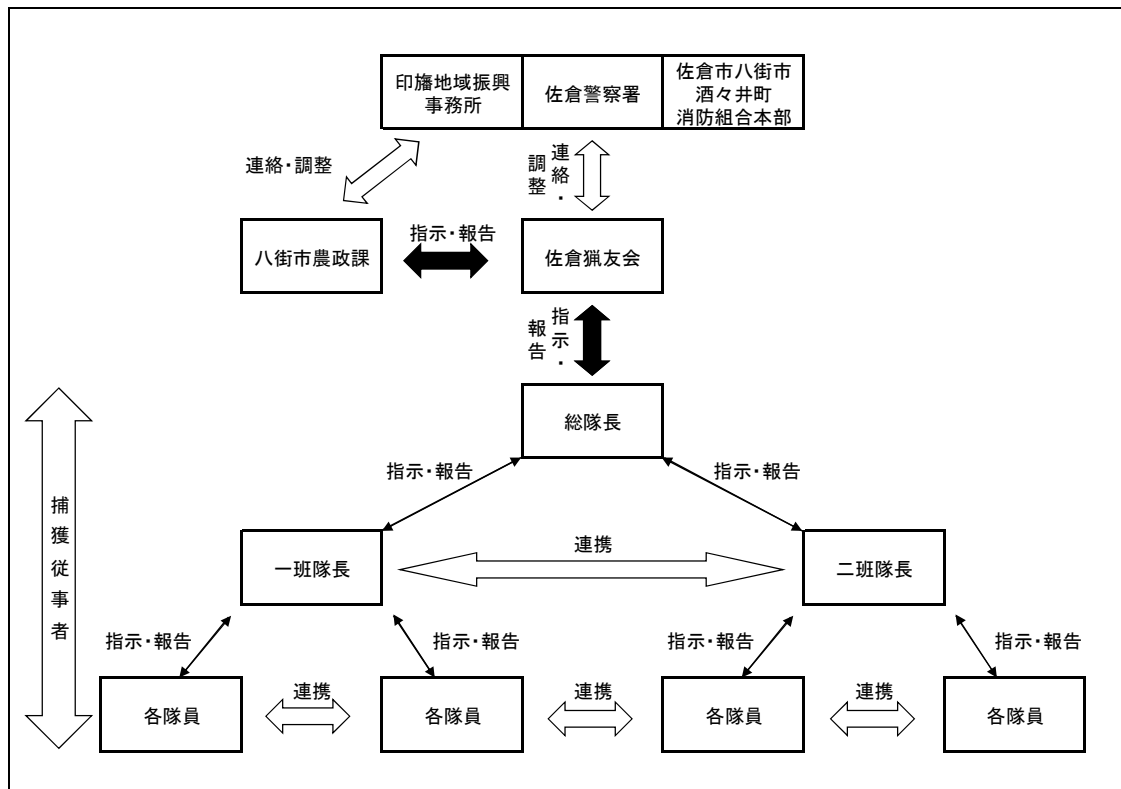 印旛地域振興
事務所
佐倉警察署
佐倉市八街市
酒々井町
消防組合本部
連絡・調整
連絡・
調整
八街市農政課
指示・報告
佐倉猟友会
指示・
報告
総隊長
指示・報告
指示・報告
捕獲従事者
一班隊長
連携
二班隊長
指示・報告
指示・報告
指示・報告
指示・報告
各隊員
連携
各隊員
連携
各隊員
連携
各隊員